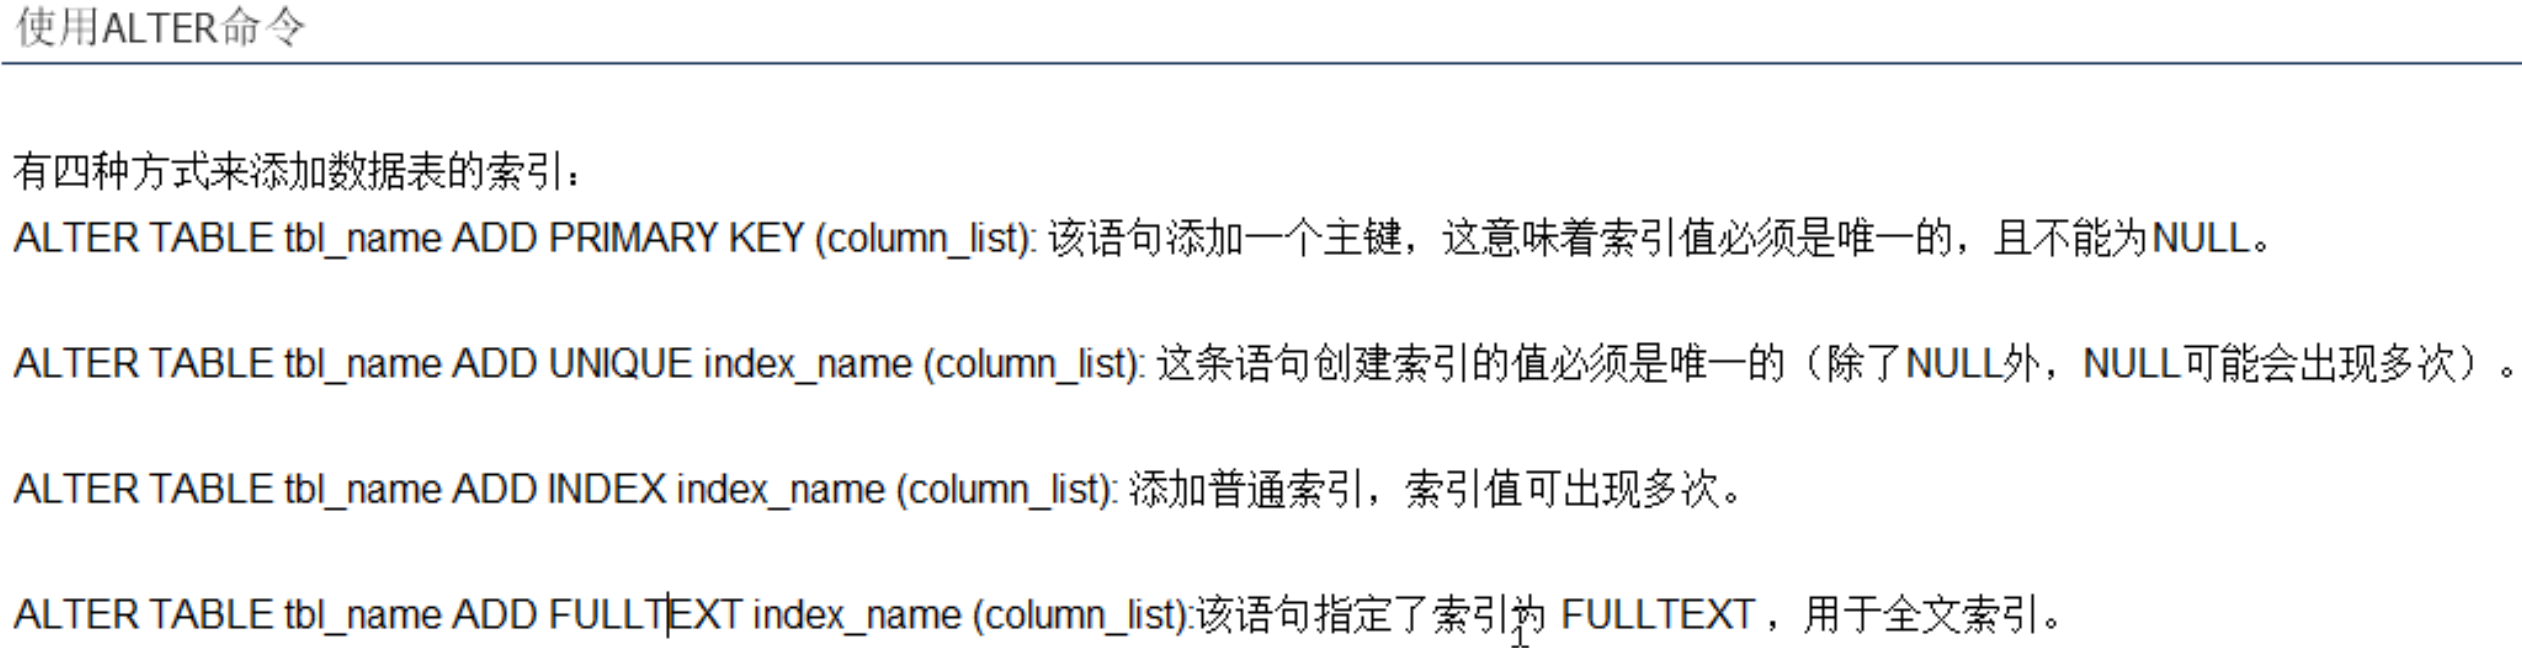 使用ALTER命令
有四种方式来添加数据表的索引：
ALTER TABLE tbl_name ADD PRIMARY KEY (column_list): 该语句添加一个主键，这意味着索引值必须是唯一的，且不能为NULL。
ALTER TABLE tbl_name ADD UNIQUE index_name (column_list): 这条语句创建索引的值必须是唯一的（除了NULL外，NULL可能会出现多次）。
ALTER TABLE tbl_name ADD INDEX index_name (column_list): 添加普通索引，索引值可出现多次。
ALTER TABLE tbl_name ADD FULLTEXT index_name (column_list):该语句指定了索引为 FULLTEXT ，用于全文索引。